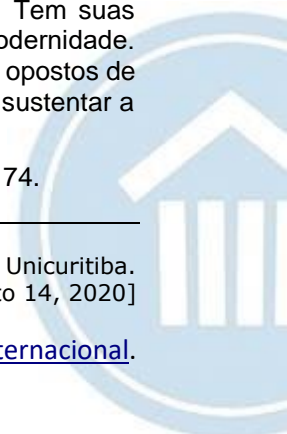 Tem suas
odernidade.
opostos de
sustentar a
74.
Unicuritiba.
to 14, 2020]
ternacional.